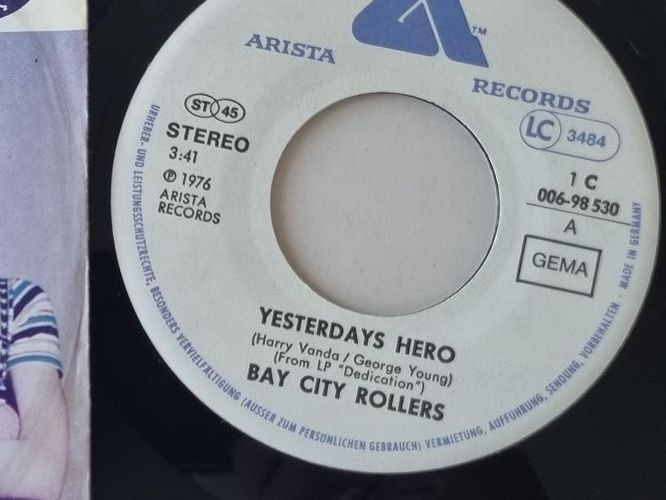 ARISTA
RECORDS
™
ST 45
STEREO
3:41
℗ 1976
ARISTA
RECORDS
LC 3484
1 C
006-98 530
A
GEMA
YESTERDAYS HERO
(Harry Vanda / George Young)
(From LP "Dedication")
BAY CITY ROLLERS
URHEBER- UND LEISTUNGSSCHUTZRECHTE, BESONDERS VERVIELFÄLTIGUNG (AUSSER ZUM PERSÖNLICHEN GEBRAUCH) VERMIETUNG, AUFFÜHRUNG, SENDUNG, VORBEHALTEN · MADE IN GERMANY